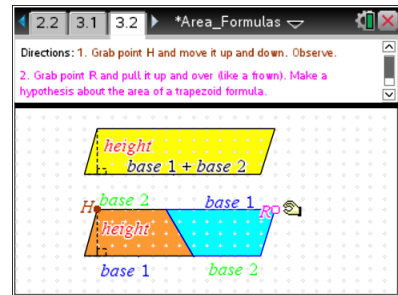 2.2 3.1 3.2 *Area_Formulas
Directions: 1. Grab point H and move it up and down. Observe.
2. Grab point R and pull it up and over (like a frown). Make a
hypothesis about the area of a trapezoid formula.
height
base 1 + base 2
H base 2 base 1 R
height
base 1 base 2